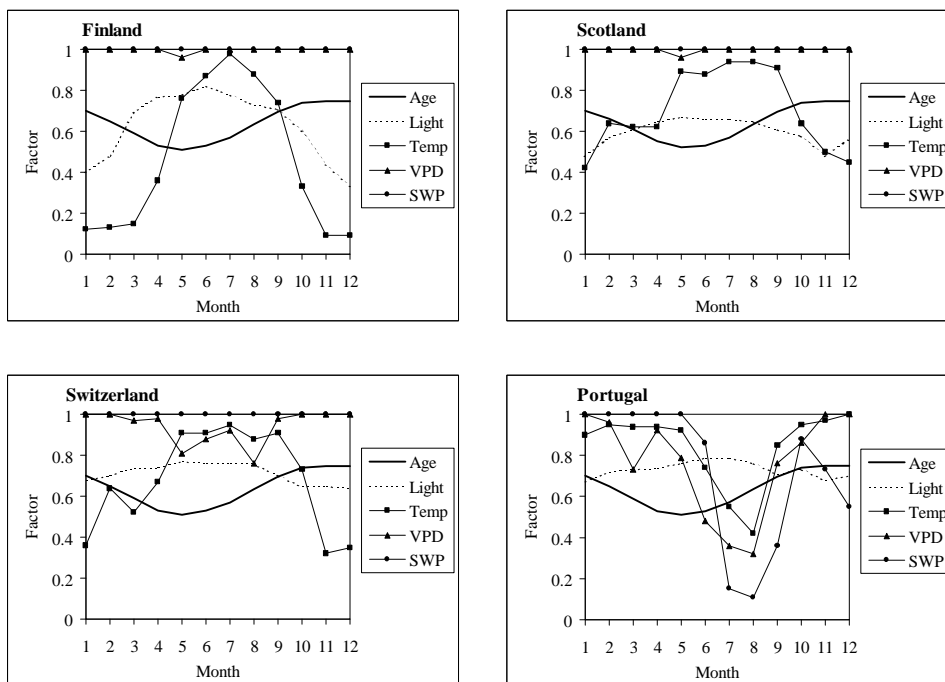 Finland
1
0.8
0.6
0.4
0.2
0
Factor
1 2 3 4 5 6 7 8 9 10 11 12
Month
Age
Light
Temp
VPD
SWP
Scotland
1
0.8
0.6
0.4
0.2
0
Factor
1 2 3 4 5 6 7 8 9 10 11 12
Month
Age
Light
Temp
VPD
SWP
Switzerland
1
0.8
0.6
0.4
0.2
0
Factor
1 2 3 4 5 6 7 8 9 10 11 12
Month
Age
Light
Temp
VPD
SWP
Portugal
1
0.8
0.6
0.4
0.2
0
Factor
1 2 3 4 5 6 7 8 9 10 11 12
Month
Age
Light
Temp
VPD
SWP